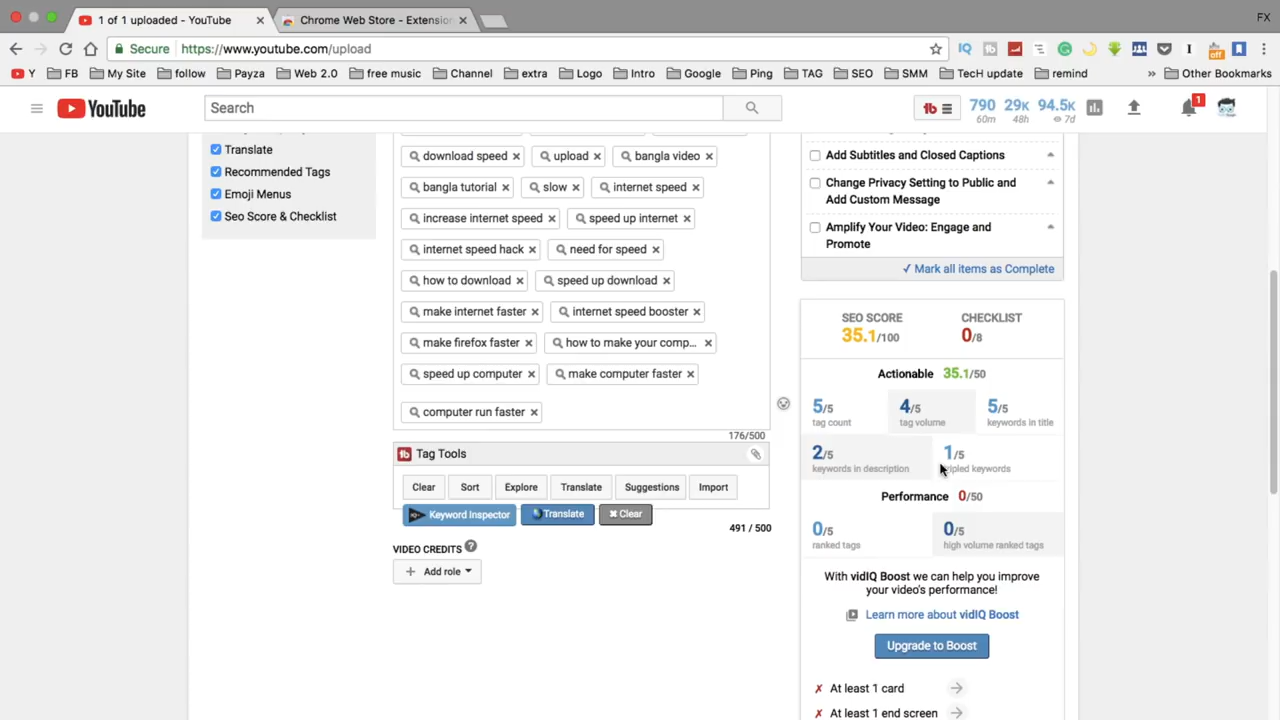 1 of 1 uploaded - YouTube × Chrome Web Store - Extension × FX
Secure https://www.youtube.com/upload
Y FB My Site follow Payza Web 2.0 free music Channel extra Logo Intro Google Ping TAG SEO SMM TecH update remind » Other Bookmarks
YouTube Search 790 29K 94.5K 1
60m 48h 7d
Translate
Recommended Tags
Emoji Menus
Seo Score & Checklist
download speed × upload × bangla video ×
bangla tutorial × slow × internet speed ×
increase internet speed × speed up internet ×
internet speed hack × need for speed ×
how to download × speed up download ×
make internet faster × internet speed booster ×
make firefox faster × how to make your comp... ×
speed up computer × make computer faster ×
computer run faster ×
176/500
Tag Tools
Clear Sort Explore Translate Suggestions Import
Keyword Inspector Translate Clear
491 / 500
VIDEO CREDITS ?
+ Add role
Add Subtitles and Closed Captions
Change Privacy Setting to Public and
Add Custom Message
Amplify Your Video: Engage and
Promote
✓ Mark all items as Complete
SEO SCORE CHECKLIST
35.1/100 0/8
Actionable 35.1/50
5/5 4/5 5/5
tag count tag volume keywords in title
2/5 1/5
keywords in description ripled keywords
Performance 0/50
0/5 0/5
ranked tags high volume ranked tags
With vidIQ Boost we can help you improve
your video's performance!
Learn more about vidIQ Boost
Upgrade to Boost
✗ At least 1 card
✗ At least 1 end screen